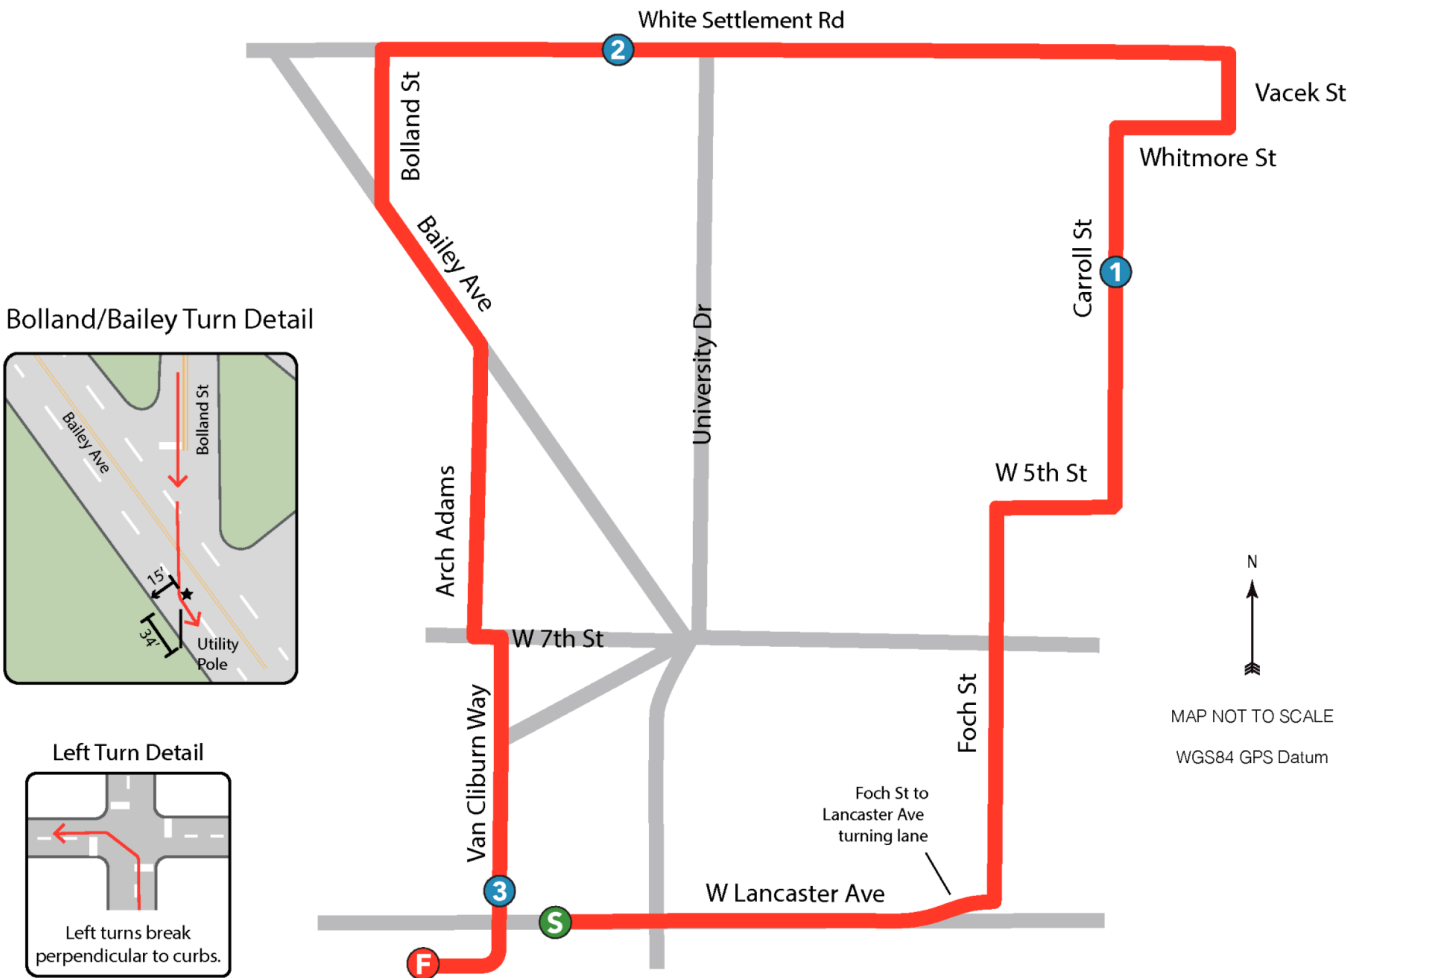 White Settlement Rd
2
Vacek St
Bolland St
Whitmore St
Bailey Ave
Carroll St
1
University Dr
Bolland/Bailey Turn Detail
Bailey Ave
Bolland St
15'
34'
Utility
Pole
W 5th St
Arch Adams
W 7th St
N
Foch St
MAP NOT TO SCALE
WGS84 GPS Datum
Van Cliburn Way
Left Turn Detail
Left turns break
perpendicular to curbs.
Foch St to
Lancaster Ave
turning lane
3
W Lancaster Ave
S
F